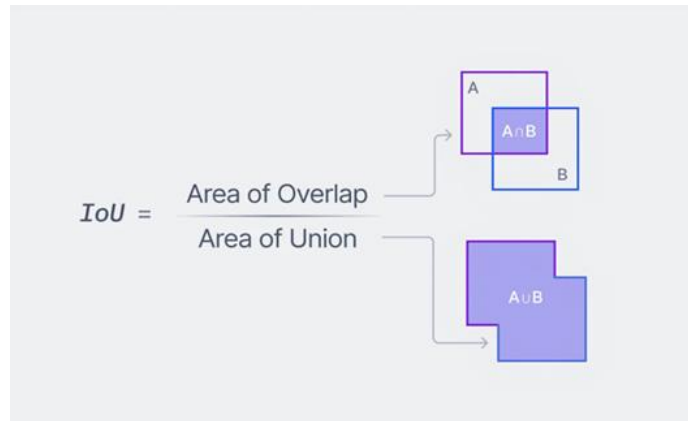 IoU =
Area of Overlap
Area of Union
A
A∩B
B
A∪B